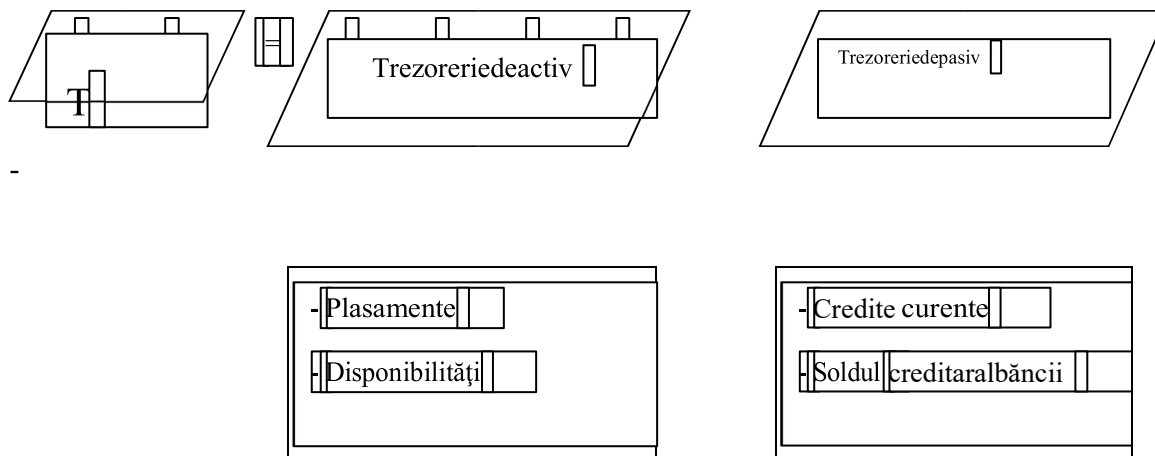 T = Trezoreriedeactiv Trezoreriedepasiv
-
- Plasamente - Credite curente
- Disponibilităţi - Soldul creditaralbăncii